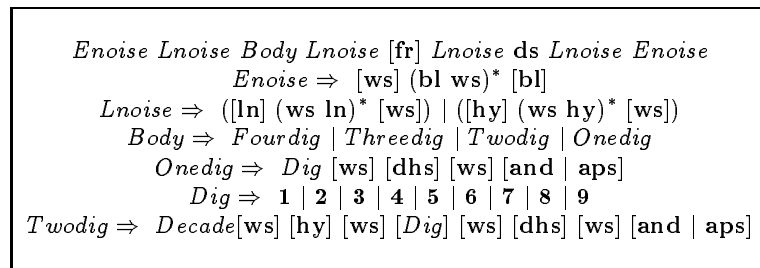 Enoise Lnoise Body Lnoise [fr] Lnoise ds Lnoise Enoise
Enoise ⇒ [ws] (bl ws)* [bl]
Lnoise ⇒ ([ln] (ws ln)* [ws]) | ([hy] (ws hy)* [ws])
Body ⇒ Fourdig | Threedig | Twodig | Onedig
Onedig ⇒ Dig [ws] [dhs] [ws] [and | aps]
Dig ⇒ 1 | 2 | 3 | 4 | 5 | 6 | 7 | 8 | 9
Twodig ⇒ Decade[ws] [hy] [ws] [Dig] [ws] [dhs] [ws] [and | aps]